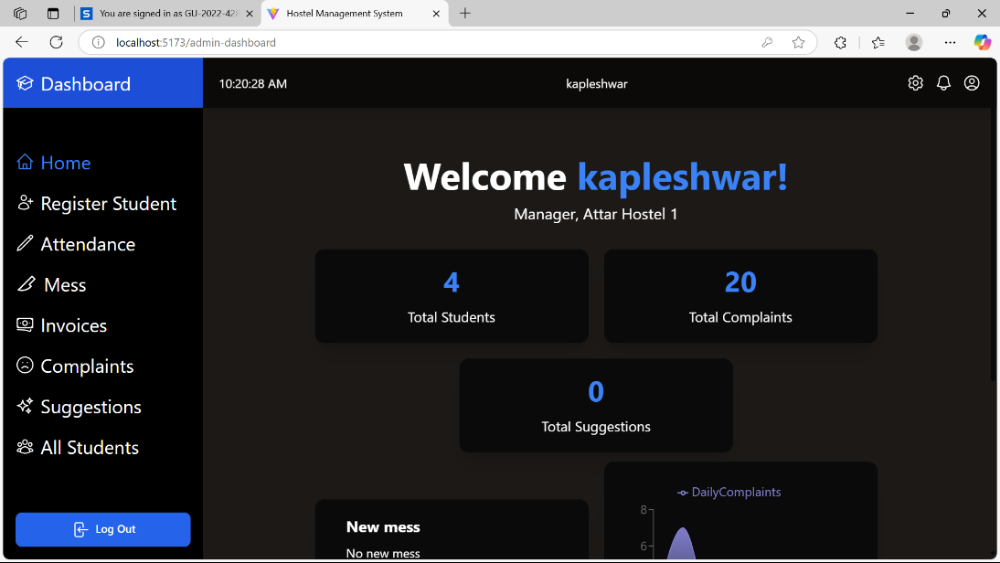 You are signed in as GU-2022-428
Hostel Management System
localhost:5173/admin-dashboard
Dashboard
10:20:28 AM
kapleshwar
Home
Register Student
Attendance
Mess
Invoices
Complaints
Suggestions
All Students
Log Out
Welcome kapleshwar!
Manager, Attar Hostel 1
4
Total Students
20
Total Complaints
0
Total Suggestions
New mess
No new mess
DailyComplaints
8
6